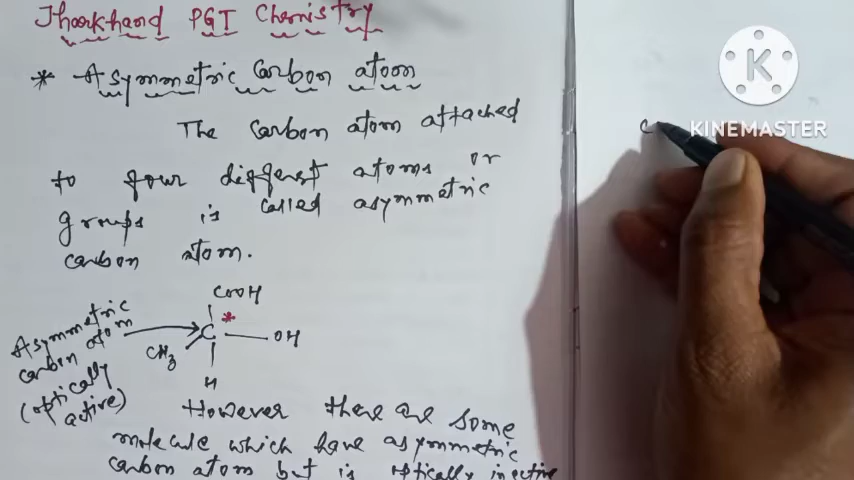 Jharkhand PGT Chemistry
* Asymmetric Carbon atom
The Carbon atom attached
to four different atoms or
groups is called asymmetric
carbon atom.
COOH
Asymmetric
carbon atom
(optically
active)
C *
OH
CH3
H
However there are some
molecule which have asymmetric
carbon atom but is optically inective
C
K
KINEMASTER